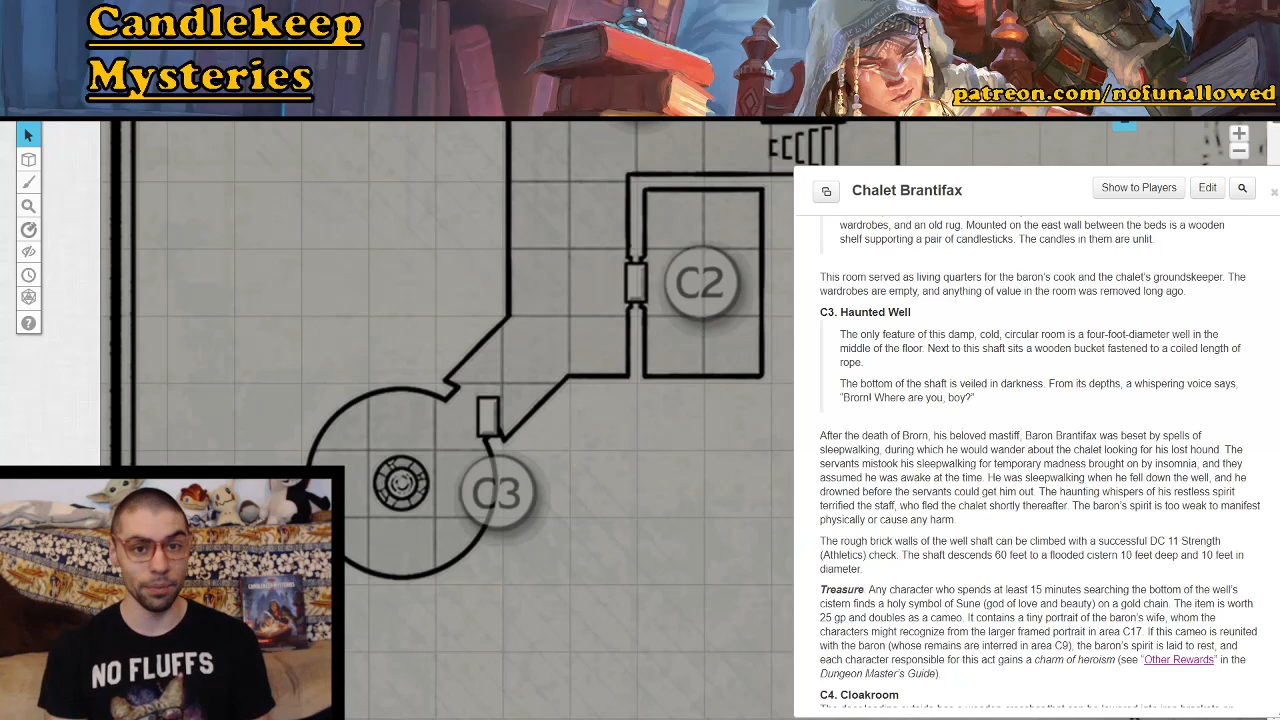 Candlekeep
Mysteries
patreon.com/nofunallowed
C2
C3
NO FLUFFS
CANDLEKEEP MYSTERIES
Chalet Brantifax
Show to Players
Edit
wardrobes, and an old rug. Mounted on the east wall between the beds is a wooden
shelf supporting a pair of candlesticks. The candles in them are unlit.
This room served as living quarters for the baron's cook and the chalet's groundskeeper. The
wardrobes are empty, and anything of value in the room was removed long ago.
C3. Haunted Well
The only feature of this damp, cold, circular room is a four-foot-diameter well in the
middle of the floor. Next to this shaft sits a wooden bucket fastened to a coiled length of
rope.
The bottom of the shaft is veiled in darkness. From its depths, a whispering voice says,
"Brorn! Where are you, boy?"
After the death of Brorn, his beloved mastiff, Baron Brantifax was beset by spells of
sleepwalking, during which he would wander about the chalet looking for his lost hound. The
servants mistook his sleepwalking for temporary madness brought on by insomnia, and they
assumed he was awake at the time. He was sleepwalking when he fell down the well, and he
drowned before the servants could get him out. The haunting whispers of his restless spirit
terrified the staff, who fled the chalet shortly thereafter. The baron's spirit is too weak to manifest
physically or cause any harm.
The rough brick walls of the well shaft can be climbed with a successful DC 11 Strength
(Athletics) check. The shaft descends 60 feet to a flooded cistern 10 feet deep and 10 feet in
diameter.
Treasure. Any character who spends at least 15 minutes searching the bottom of the well's
cistern finds a holy symbol of Sune (god of love and beauty) on a gold chain. The item is worth
25 gp and doubles as a cameo. It contains a tiny portrait of the baron's wife, whom the
characters might recognize from the larger framed portrait in area C17. If this cameo is reunited
with the baron (whose remains are interred in area C9), the baron's spirit is laid to rest, and
each character responsible for this act gains a charm of heroism (see "Other Rewards" in the
Dungeon Master's Guide).
C4. Cloakroom